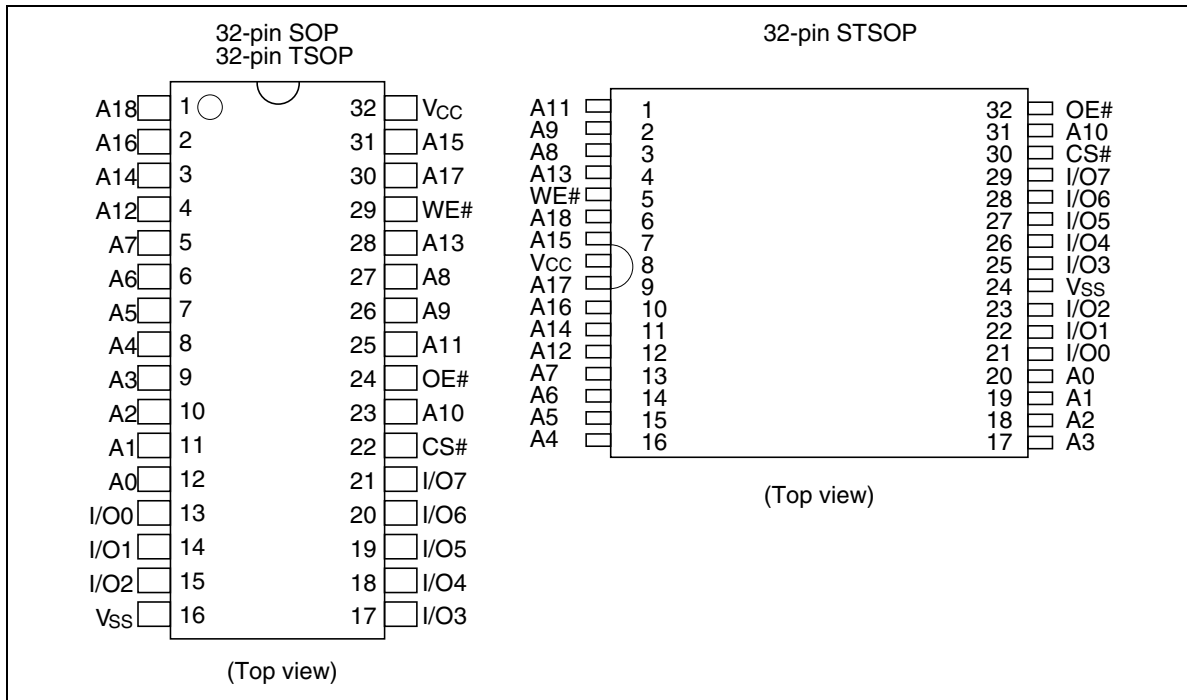 32-pin SOP
32-pin TSOP
A18 1 32 VCC
A16 2 31 A15
A14 3 30 A17
A12 4 29 WE#
A7 5 28 A13
A6 6 27 A8
A5 7 26 A9
A4 8 25 A11
A3 9 24 OE#
A2 10 23 A10
A1 11 22 CS#
A0 12 21 I/O7
I/O0 13 20 I/O6
I/O1 14 19 I/O5
I/O2 15 18 I/O4
VSS 16 17 I/O3
(Top view)
32-pin STSOP
A11 1 32 OE#
A9 2 31 A10
A8 3 30 CS#
A13 4 29 I/O7
WE# 5 28 I/O6
A18 6 27 I/O5
A15 7 26 I/O4
VCC 8 25 I/O3
A17 9 24 VSS
A16 10 23 I/O2
A14 11 22 I/O1
A12 12 21 I/O0
A7 13 20 A0
A6 14 19 A1
A5 15 18 A2
A4 16 17 A3
(Top view)